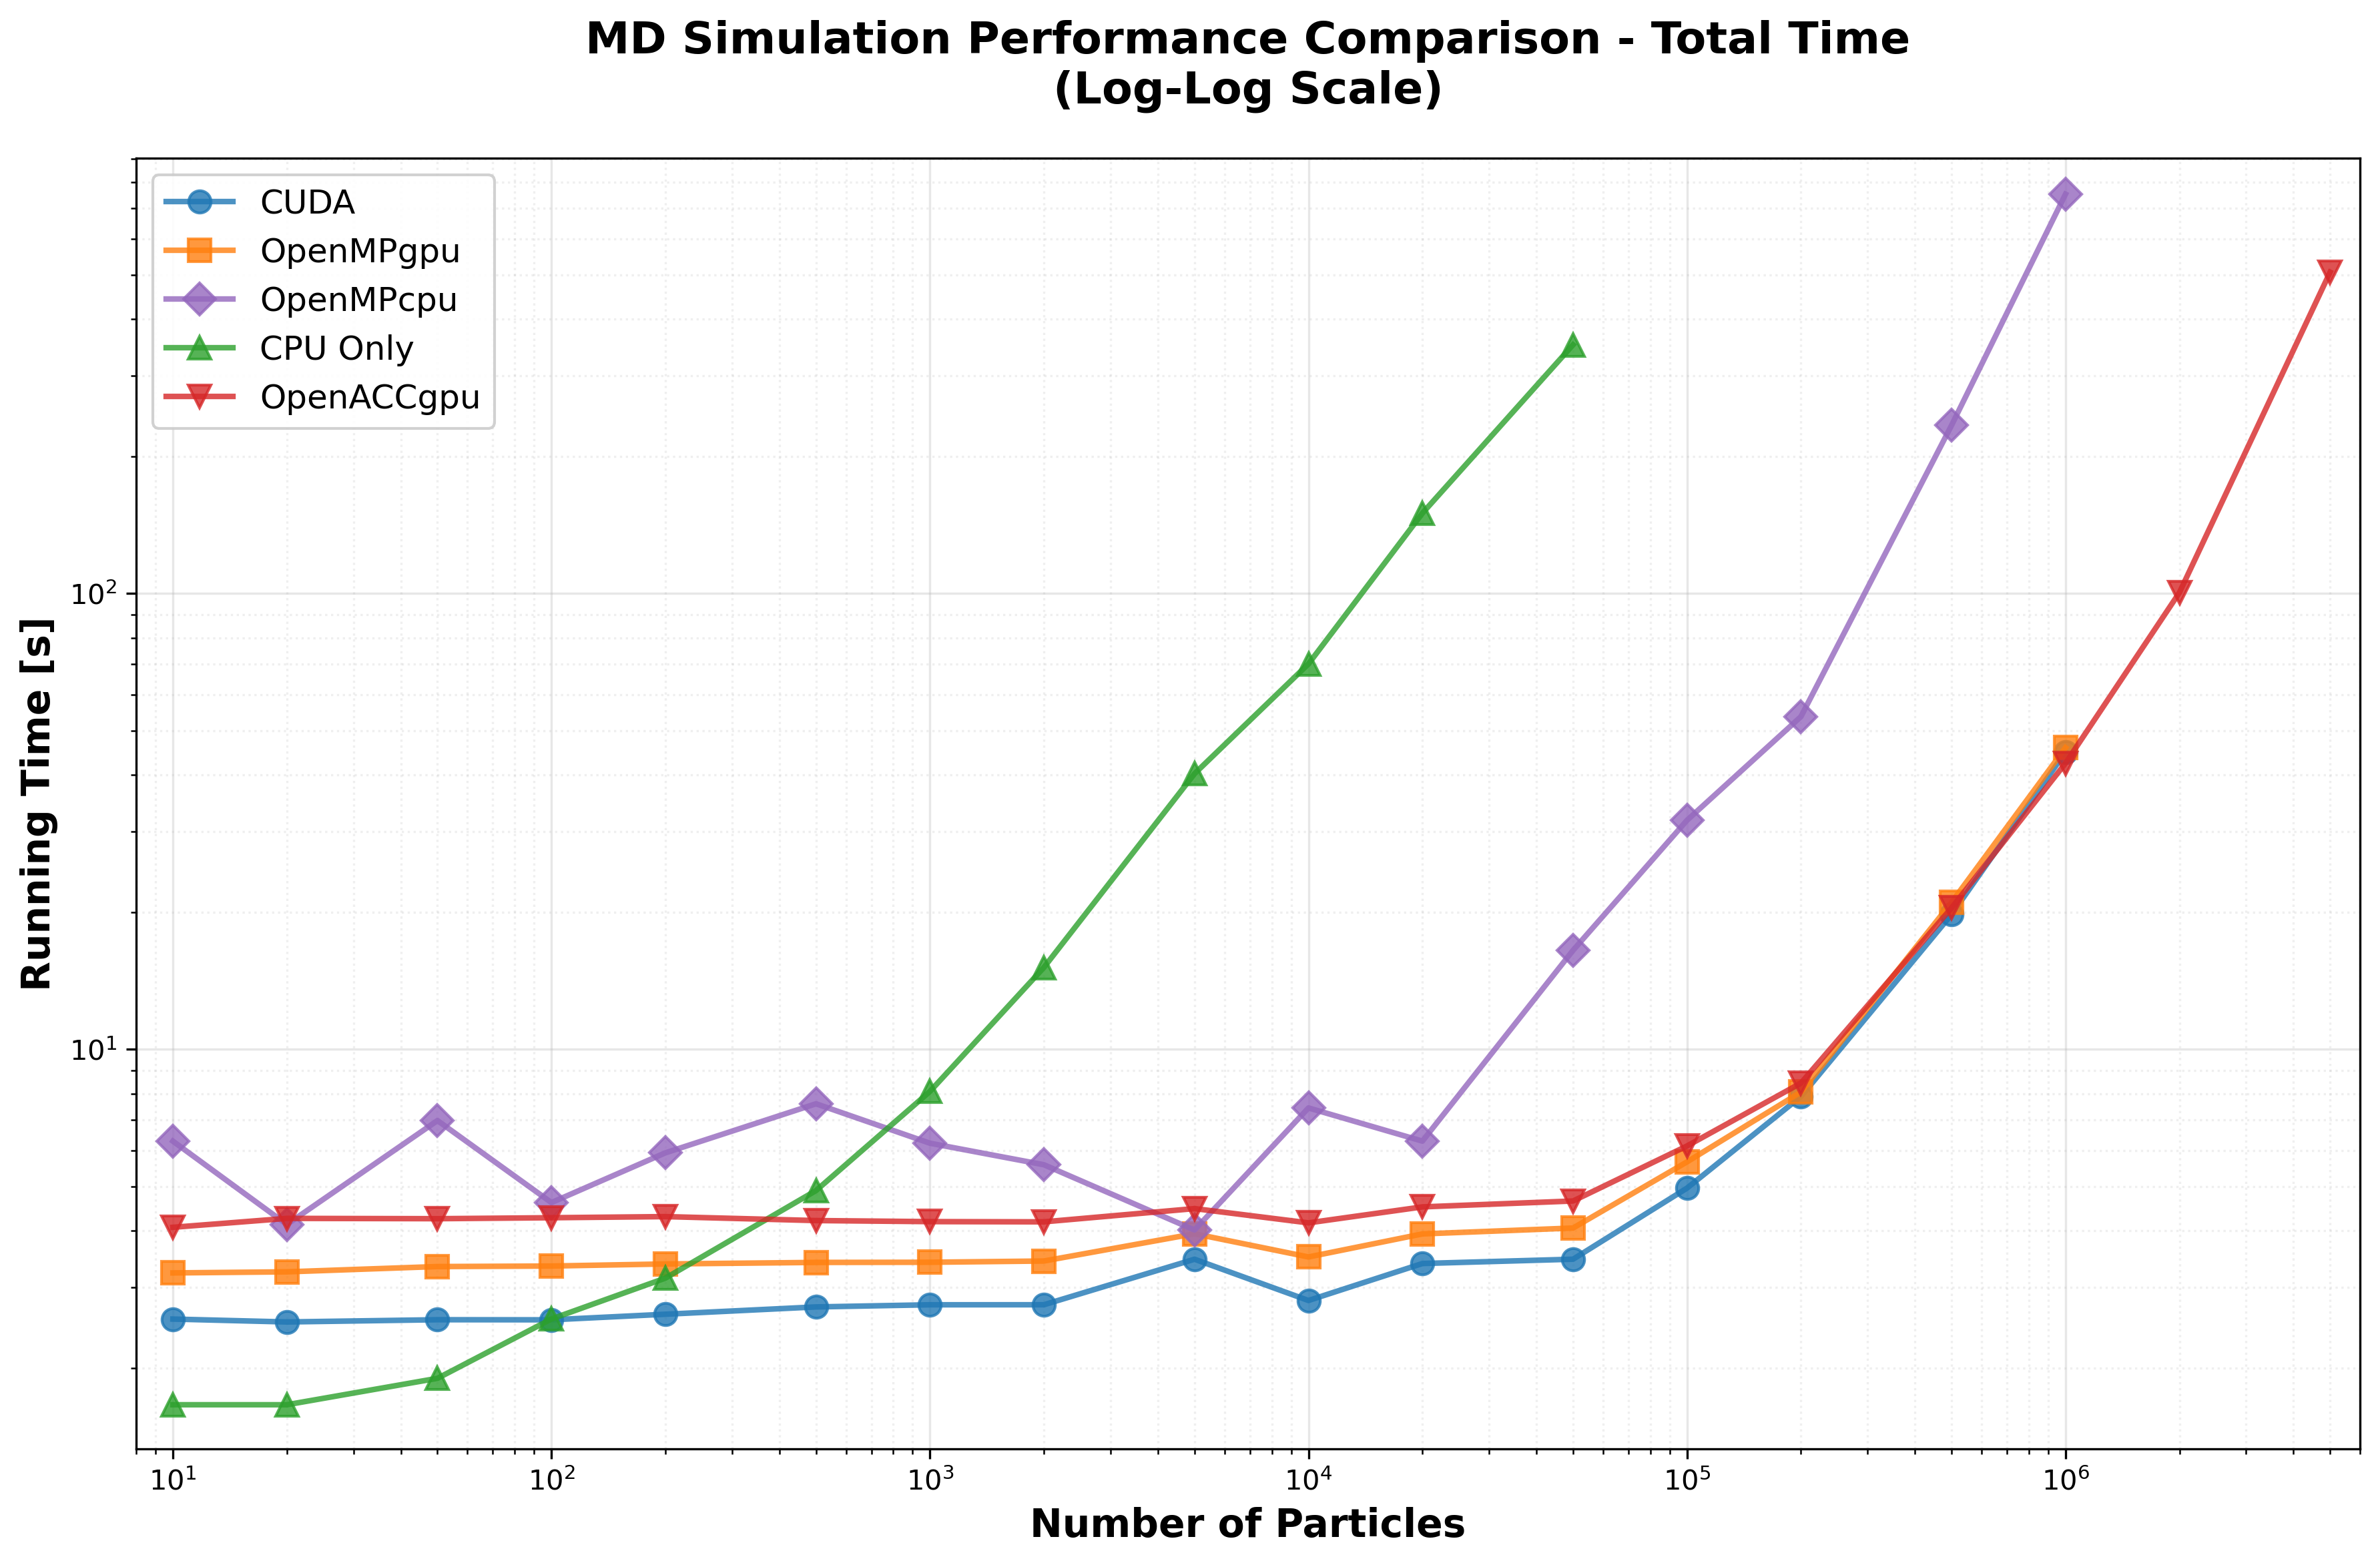 MD Simulation Performance Comparison - Total Time
(Log-Log Scale)
CUDA
OpenMPgpu
OpenMPcpu
CPU Only
OpenACCgpu
Running Time [s]
10²
10¹
10¹ 10² 10³ 10⁴ 10⁵ 10⁶
Number of Particles